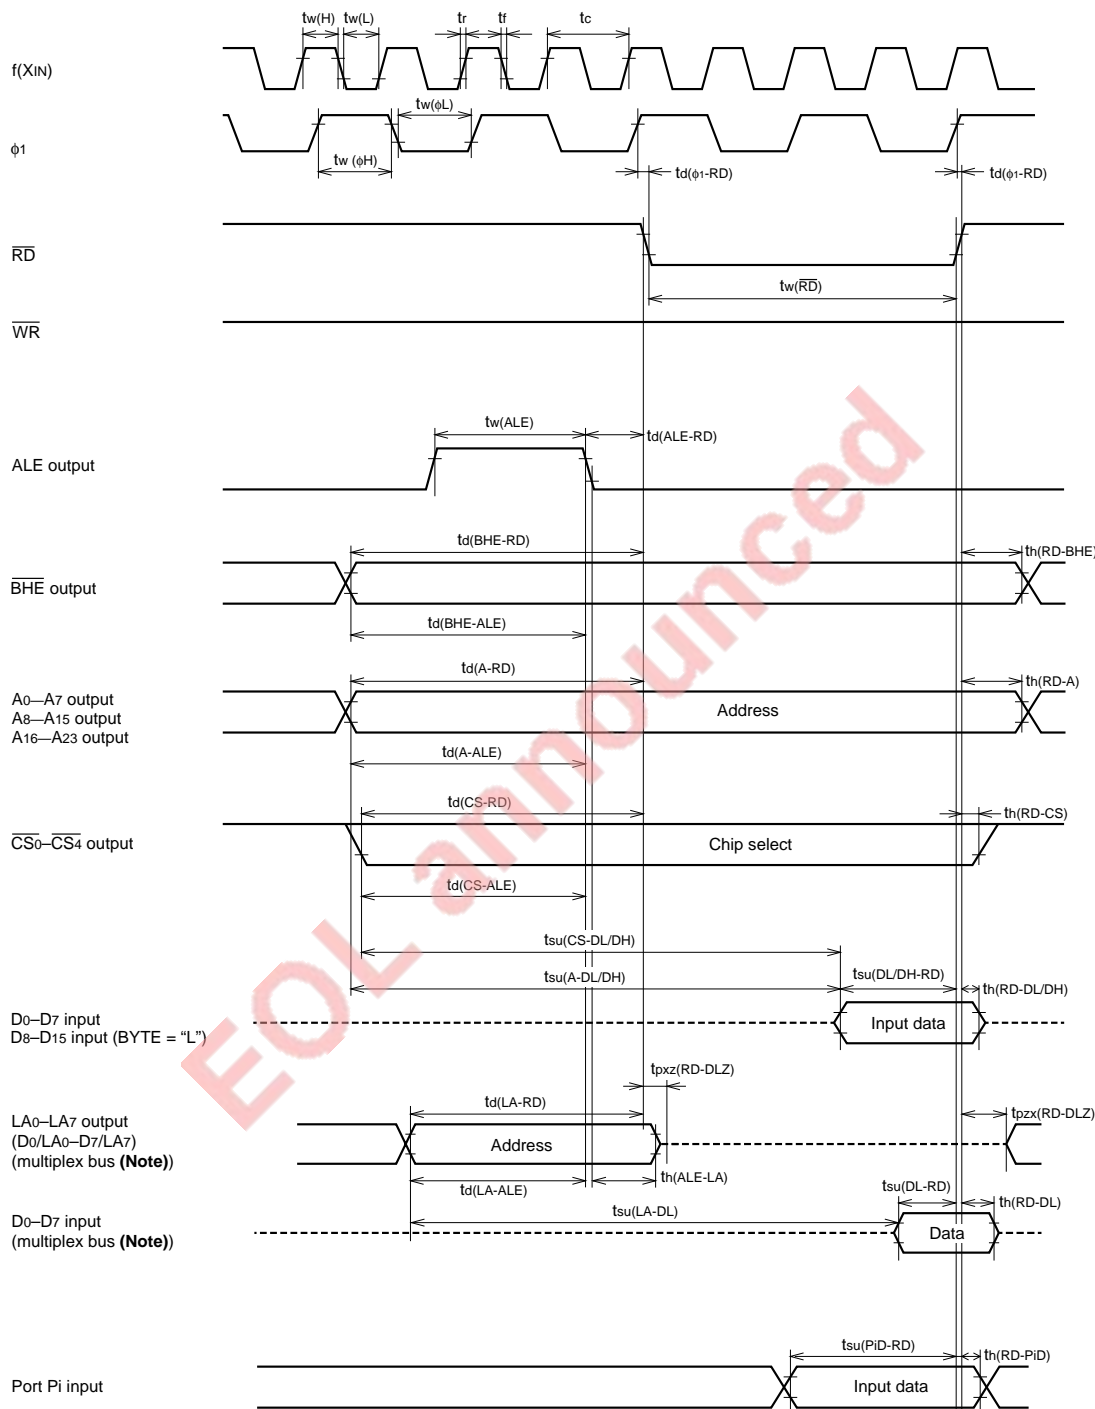 tw(H) tw(L) tr tf tc
f(XIN)
tw(ϕL)
ϕ1
tw (ϕH) td(ϕ1-RD) td(ϕ1-RD)
RD
tw(RD)
WR
tw(ALE)
td(ALE-RD)
ALE output
td(BHE-RD) th(RD-BHE)
BHE output
td(BHE-ALE)
td(A-RD) th(RD-A)
A0—A7 output
A8—A15 output
A16—A23 output
Address
td(A-ALE)
td(CS-RD) th(RD-CS)
CS0–CS4 output
Chip select
td(CS-ALE)
tsu(CS-DL/DH)
tsu(A-DL/DH) tsu(DL/DH-RD)
th(RD-DL/DH)
D0–D7 input
D8–D15 input (BYTE = “L”)
Input data
tpxz(RD-DLZ)
td(LA-RD) tpzx(RD-DLZ)
LA0–LA7 output
(D0/LA0–D7/LA7)
(multiplex bus (Note))
Address
td(LA-ALE) th(ALE-LA)
tsu(DL-RD)
tsu(LA-DL) th(RD-DL)
D0–D7 input
(multiplex bus (Note))
Data
tsu(PiD-RD) th(RD-PiD)
Port Pi input
Input data
EOL announced